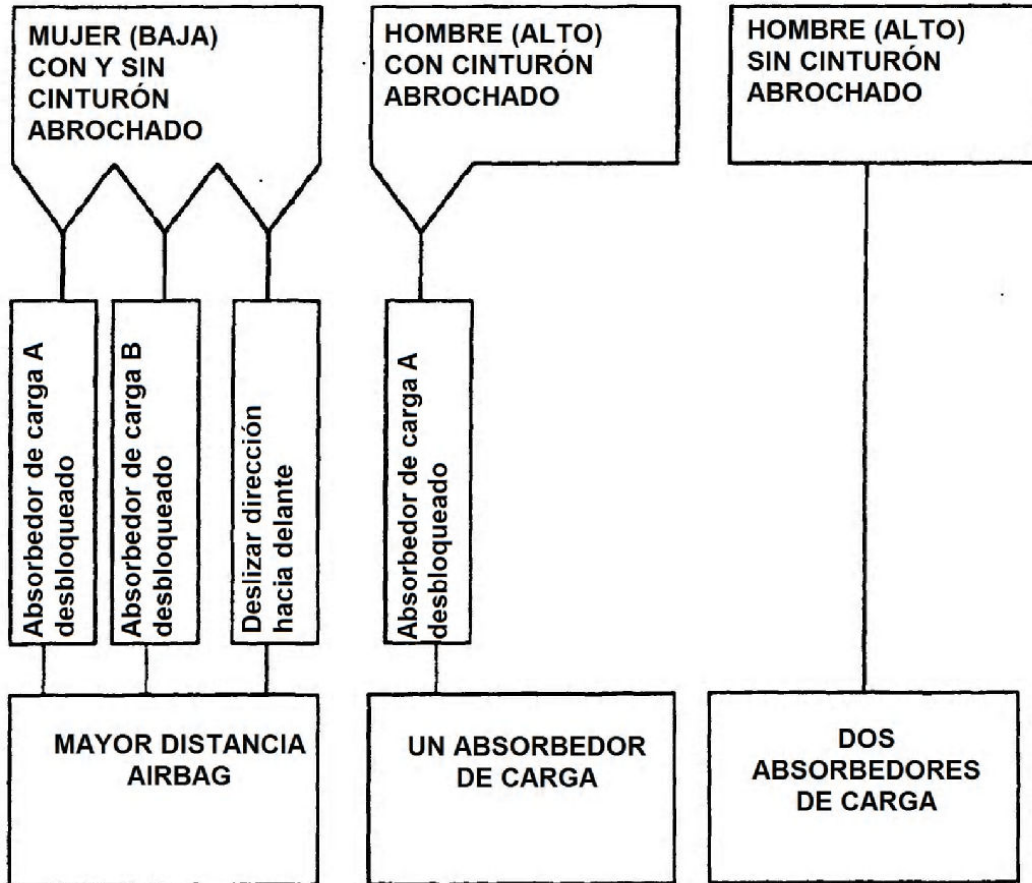 MUJER (BAJA)
CON Y SIN
CINTURÓN
ABROCHADO
HOMBRE (ALTO)
CON CINTURÓN
ABROCHADO
HOMBRE (ALTO)
SIN CINTURÓN
ABROCHADO
Absorbedor de carga A
desbloqueado
Absorbedor de carga B
desbloqueado
Deslizar dirección
hacia delante
Absorbedor de carga A
desbloqueado
MAYOR DISTANCIA
AIRBAG
UN ABSORBEDOR
DE CARGA
DOS
ABSORBEDORES
DE CARGA